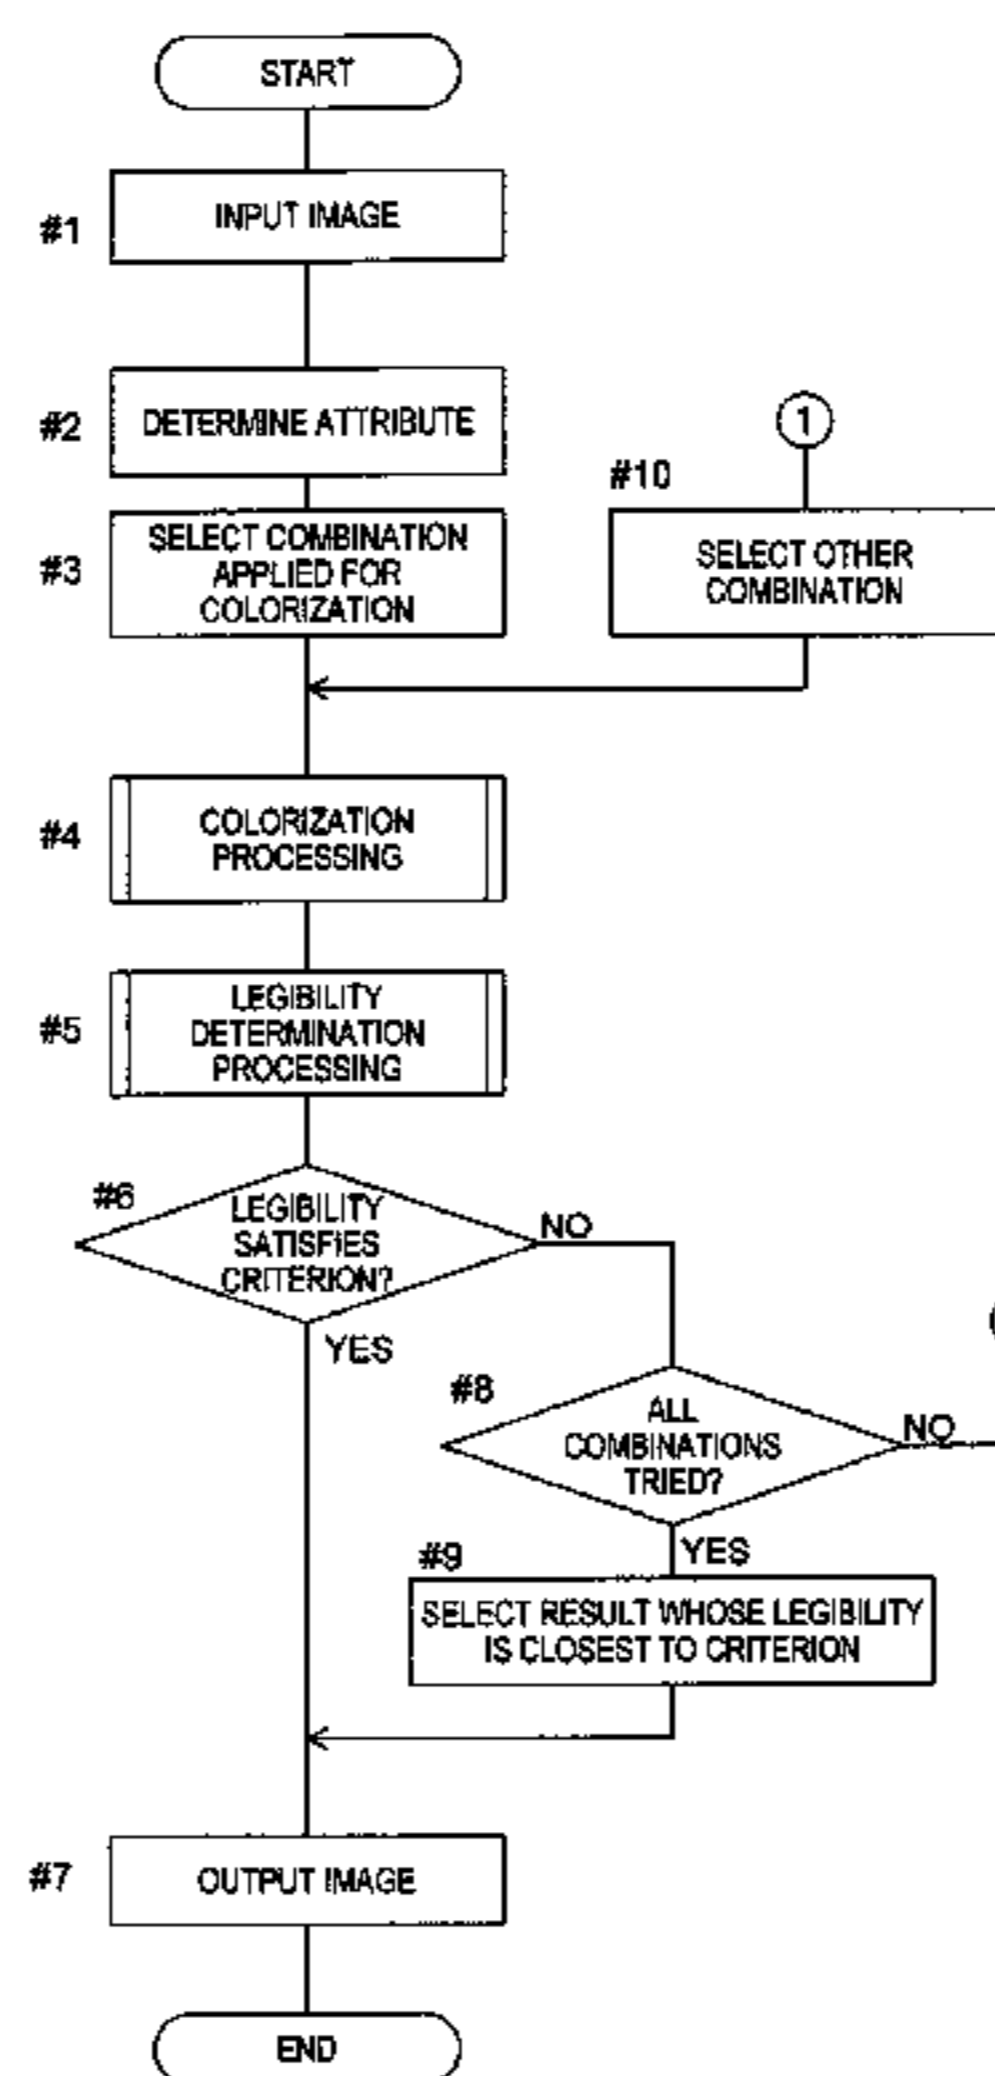 START
#1
INPUT IMAGE
#2
DETERMINE ATTRIBUTE
1
#10
SELECT OTHER
COMBINATION
#3
SELECT COMBINATION
APPLIED FOR
COLORIZATION
#4
COLORIZATION
PROCESSING
#5
LEGIBILITY
DETERMINATION
PROCESSING
#6
LEGIBILITY
SATISFIES
CRITERION?
NO
YES
#8
ALL
COMBINATIONS
TRIED?
NO
YES
#9
SELECT RESULT WHOSE LEGIBILITY
IS CLOSEST TO CRITERION
#7
OUTPUT IMAGE
END